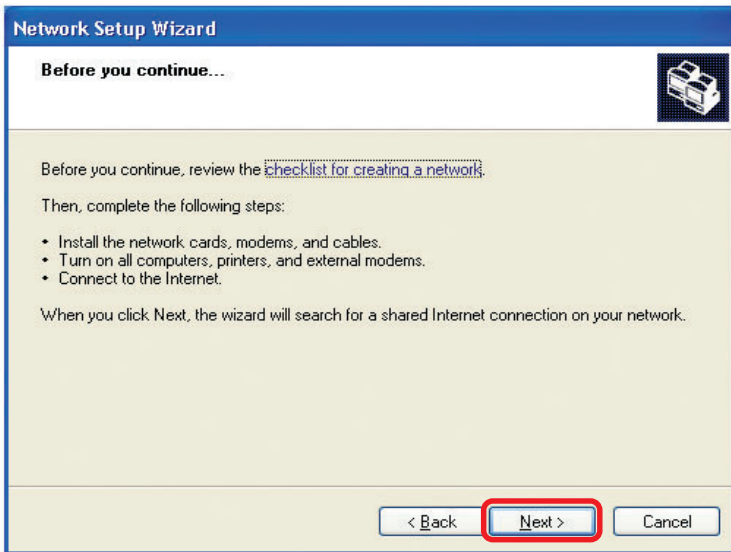 Network Setup Wizard
Before you continue...
Before you continue, review the checklist for creating a network.
Then, complete the following steps:
• Install the network cards, modems, and cables.
• Turn on all computers, printers, and external modems.
• Connect to the Internet.
When you click Next, the wizard will search for a shared Internet connection on your network.
< Back Next > Cancel